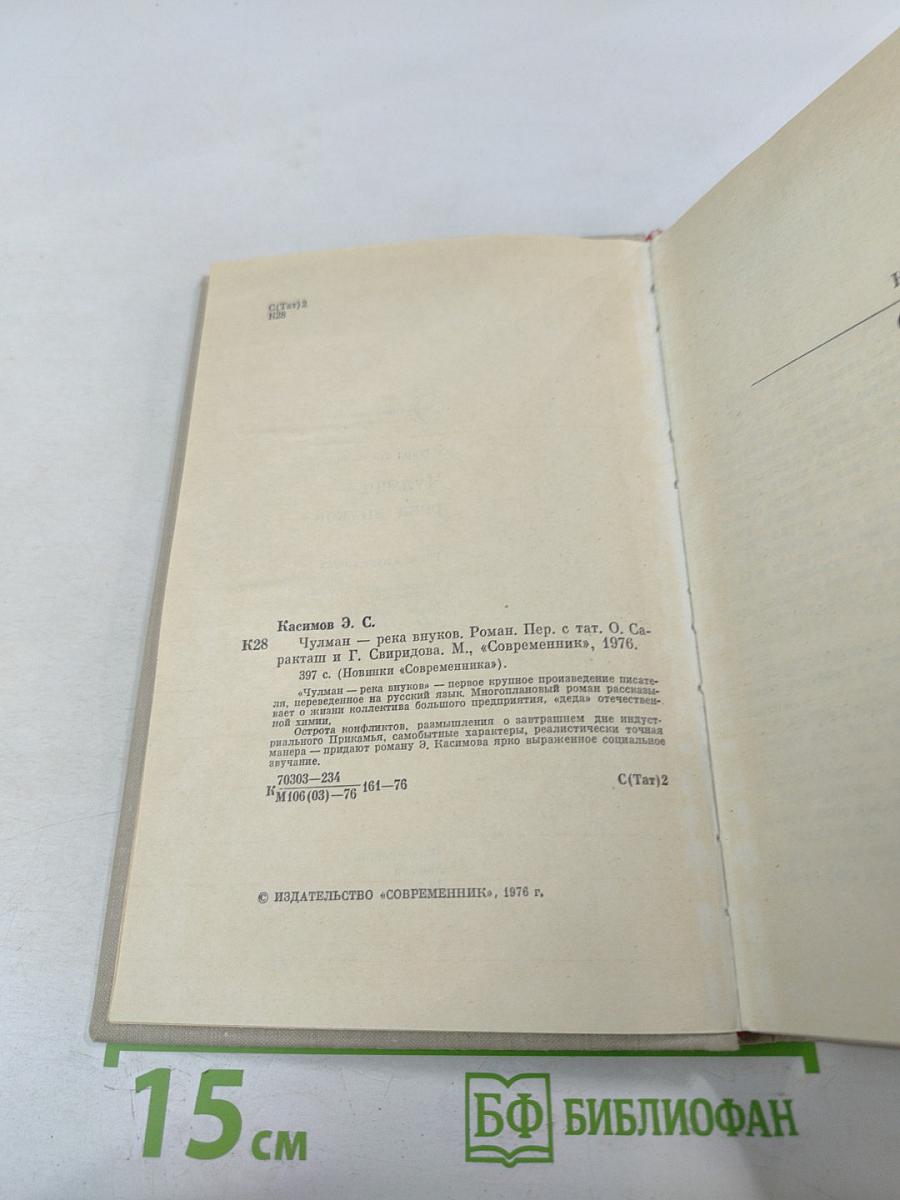 С(Тат)2
К28
Касимов Э. С.
К28 Чулман — река внуков. Роман. Пер. с тат. О. Са-
ракташ и Г. Свиридова. М., «Современник», 1976.
397 с. (Новинки «Современника»).
«Чулман — река внуков» — первое крупное произведение писате-
ля, переведенное на русский язык. Многоплановый роман рассказы-
вает о жизни коллектива большого предприятия, «деда» отечествен-
ной химии.
Острота конфликтов, размышления о завтрашнем дне индуст-
риального Прикамья, самобытные характеры, реалистически точная
манера — придают роману Э. Касимова ярко выраженное социальное
звучание.
70303—234
К М106(03)—76 161—76 С(Тат)2
© ИЗДАТЕЛЬСТВО «СОВРЕМЕННИК», 1976 г.
15 см БФ БИБЛИОФАН